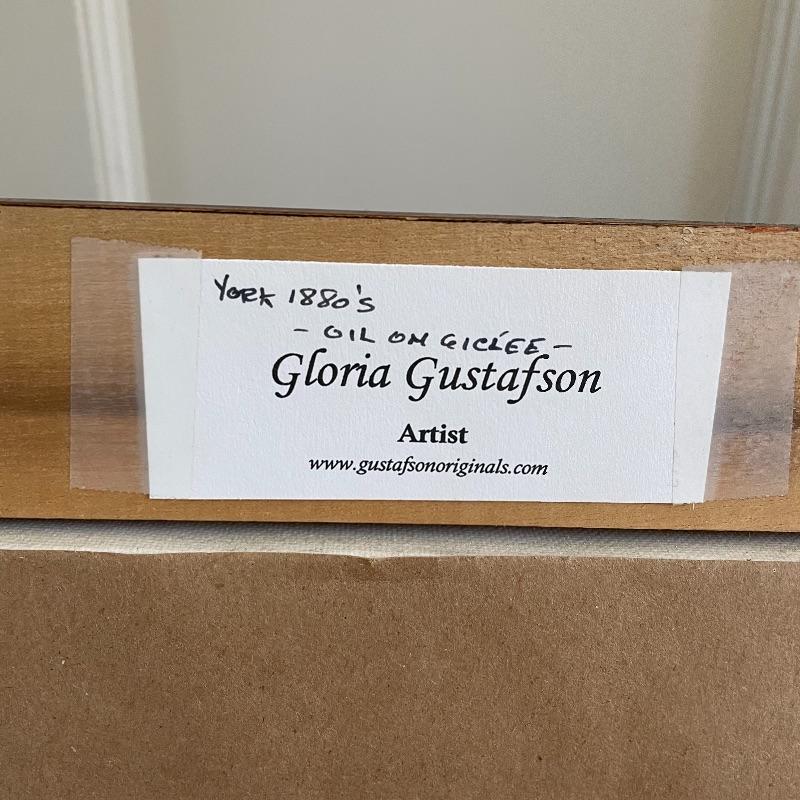 York 1880's
- OIL ON GICLÉE -
Gloria Gustafson
Artist
www.gustafsonoriginals.com